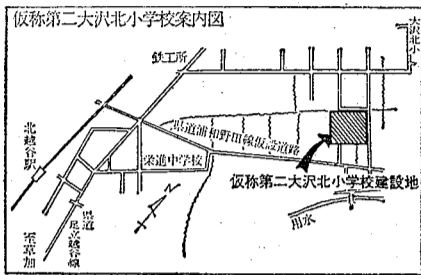 仮称第二大沢北小学校案内図
大沢北小
鉄工所
県道浦和野田線仮設道路
北越谷駅
栄進中学校
仮称第二大沢北小学校建設地
N
用水
県道
足立越谷線
至草加